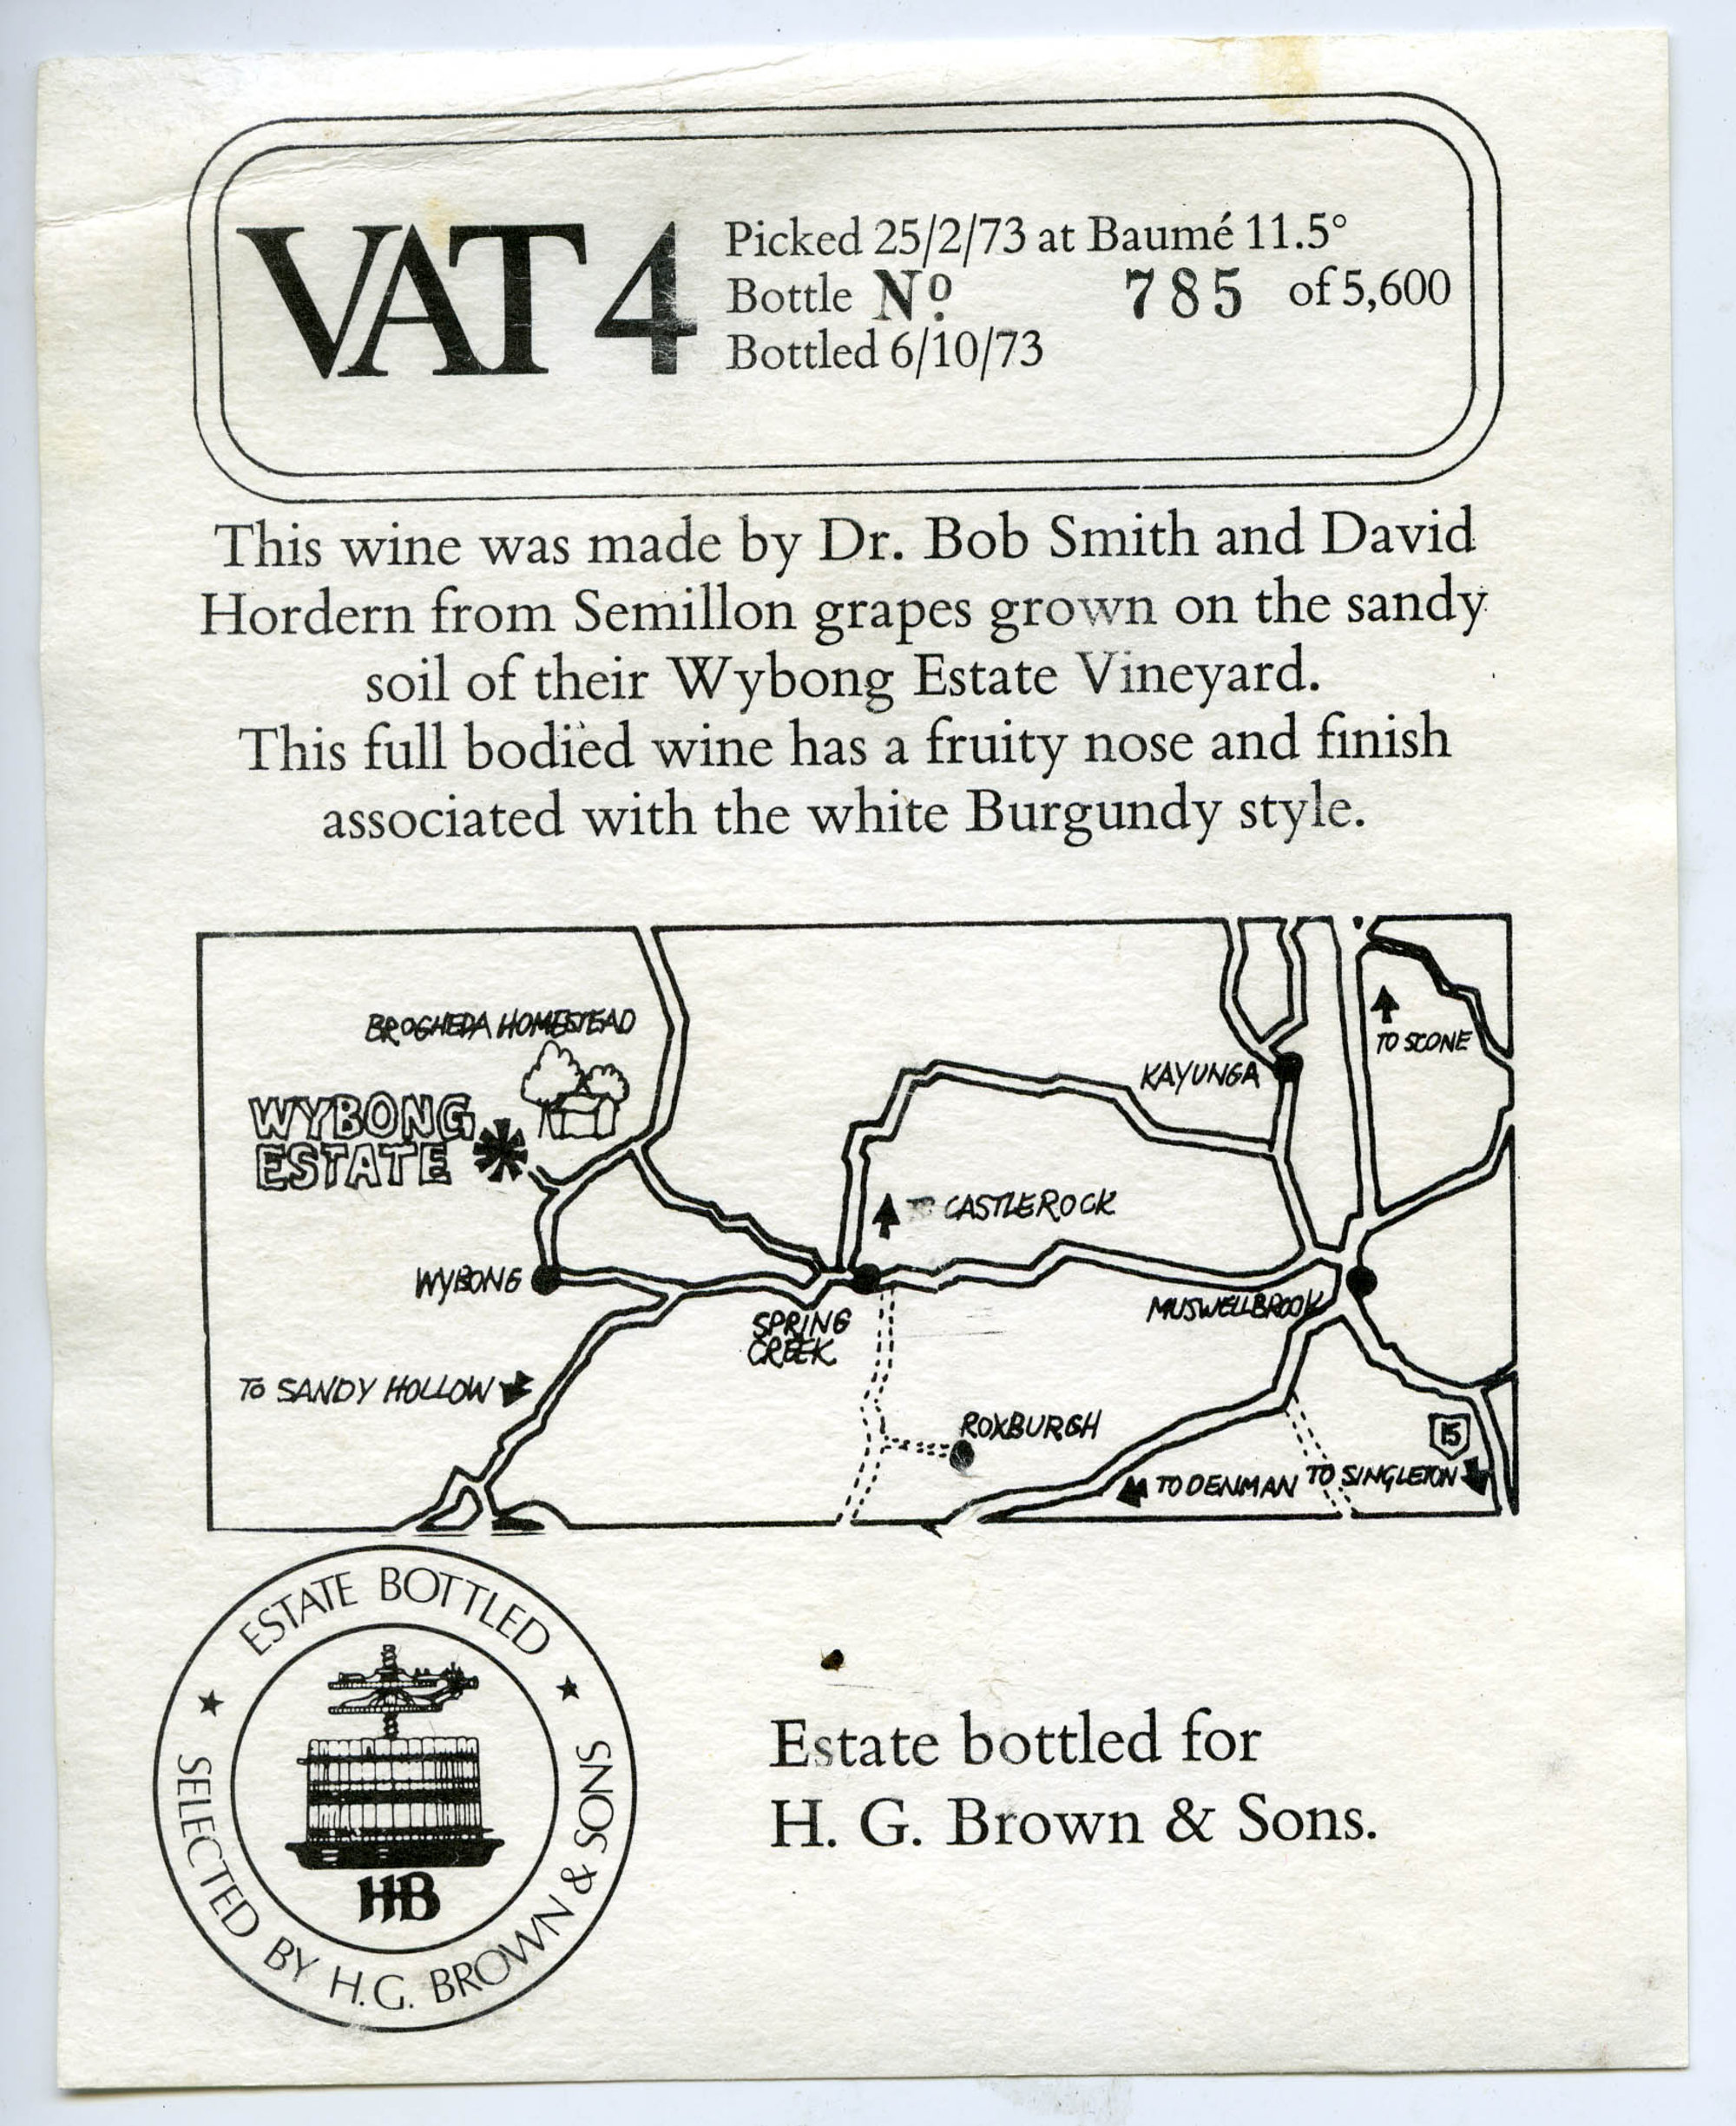 VAT 4
Picked 25/2/73 at Baumé 11.5°
Bottle Nº 785 of 5,600
Bottled 6/10/73
This wine was made by Dr. Bob Smith and David
Hordern from Semillon grapes grown on the sandy
soil of their Wybong Estate Vineyard.
This full bodied wine has a fruity nose and finish
associated with the white Burgundy style.
BROGHEDA HOMESTEAD
WYBONG
ESTATE
TO SCONE
KAYUNGA
TO CASTLEROCK
WYBONG
SPRING
CREEK
MUSWELLBROOK
TO SANDY HOLLOW
ROXBURGH
15
TO DENMAN
TO SINGLETON
ESTATE BOTTLED
SELECTED BY H.G. BROWN & SONS
HB
Estate bottled for
H. G. Brown & Sons.